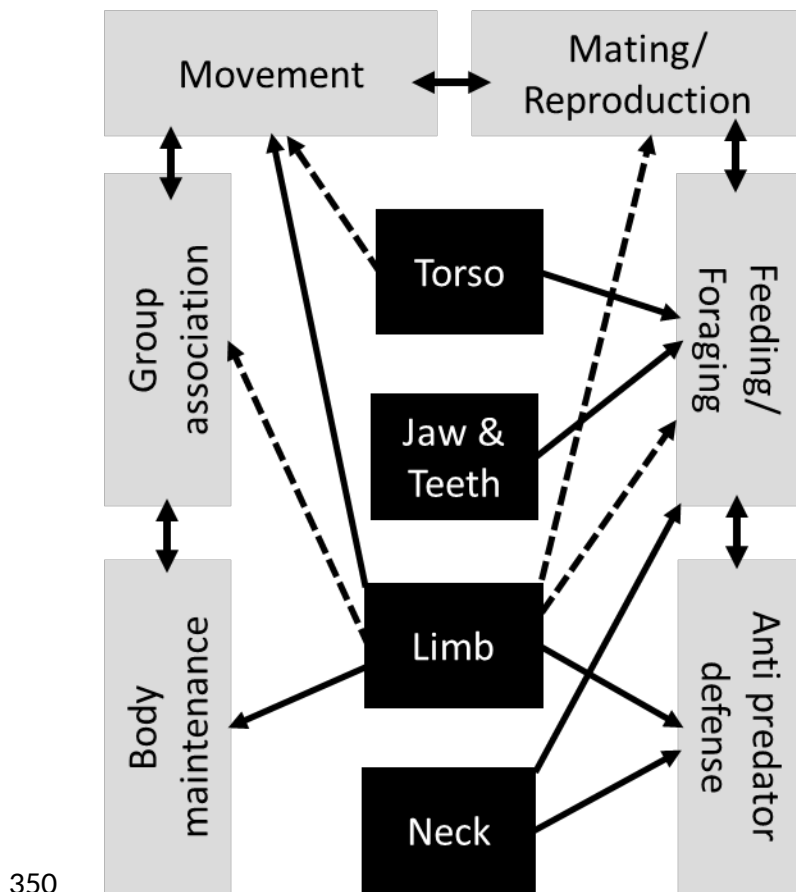 Movement
Mating/
Reproduction
Group
association
Torso
Feeding/
Foraging
Jaw &
Teeth
Body
maintenance
Limb
Anti predator
defense
Neck
350